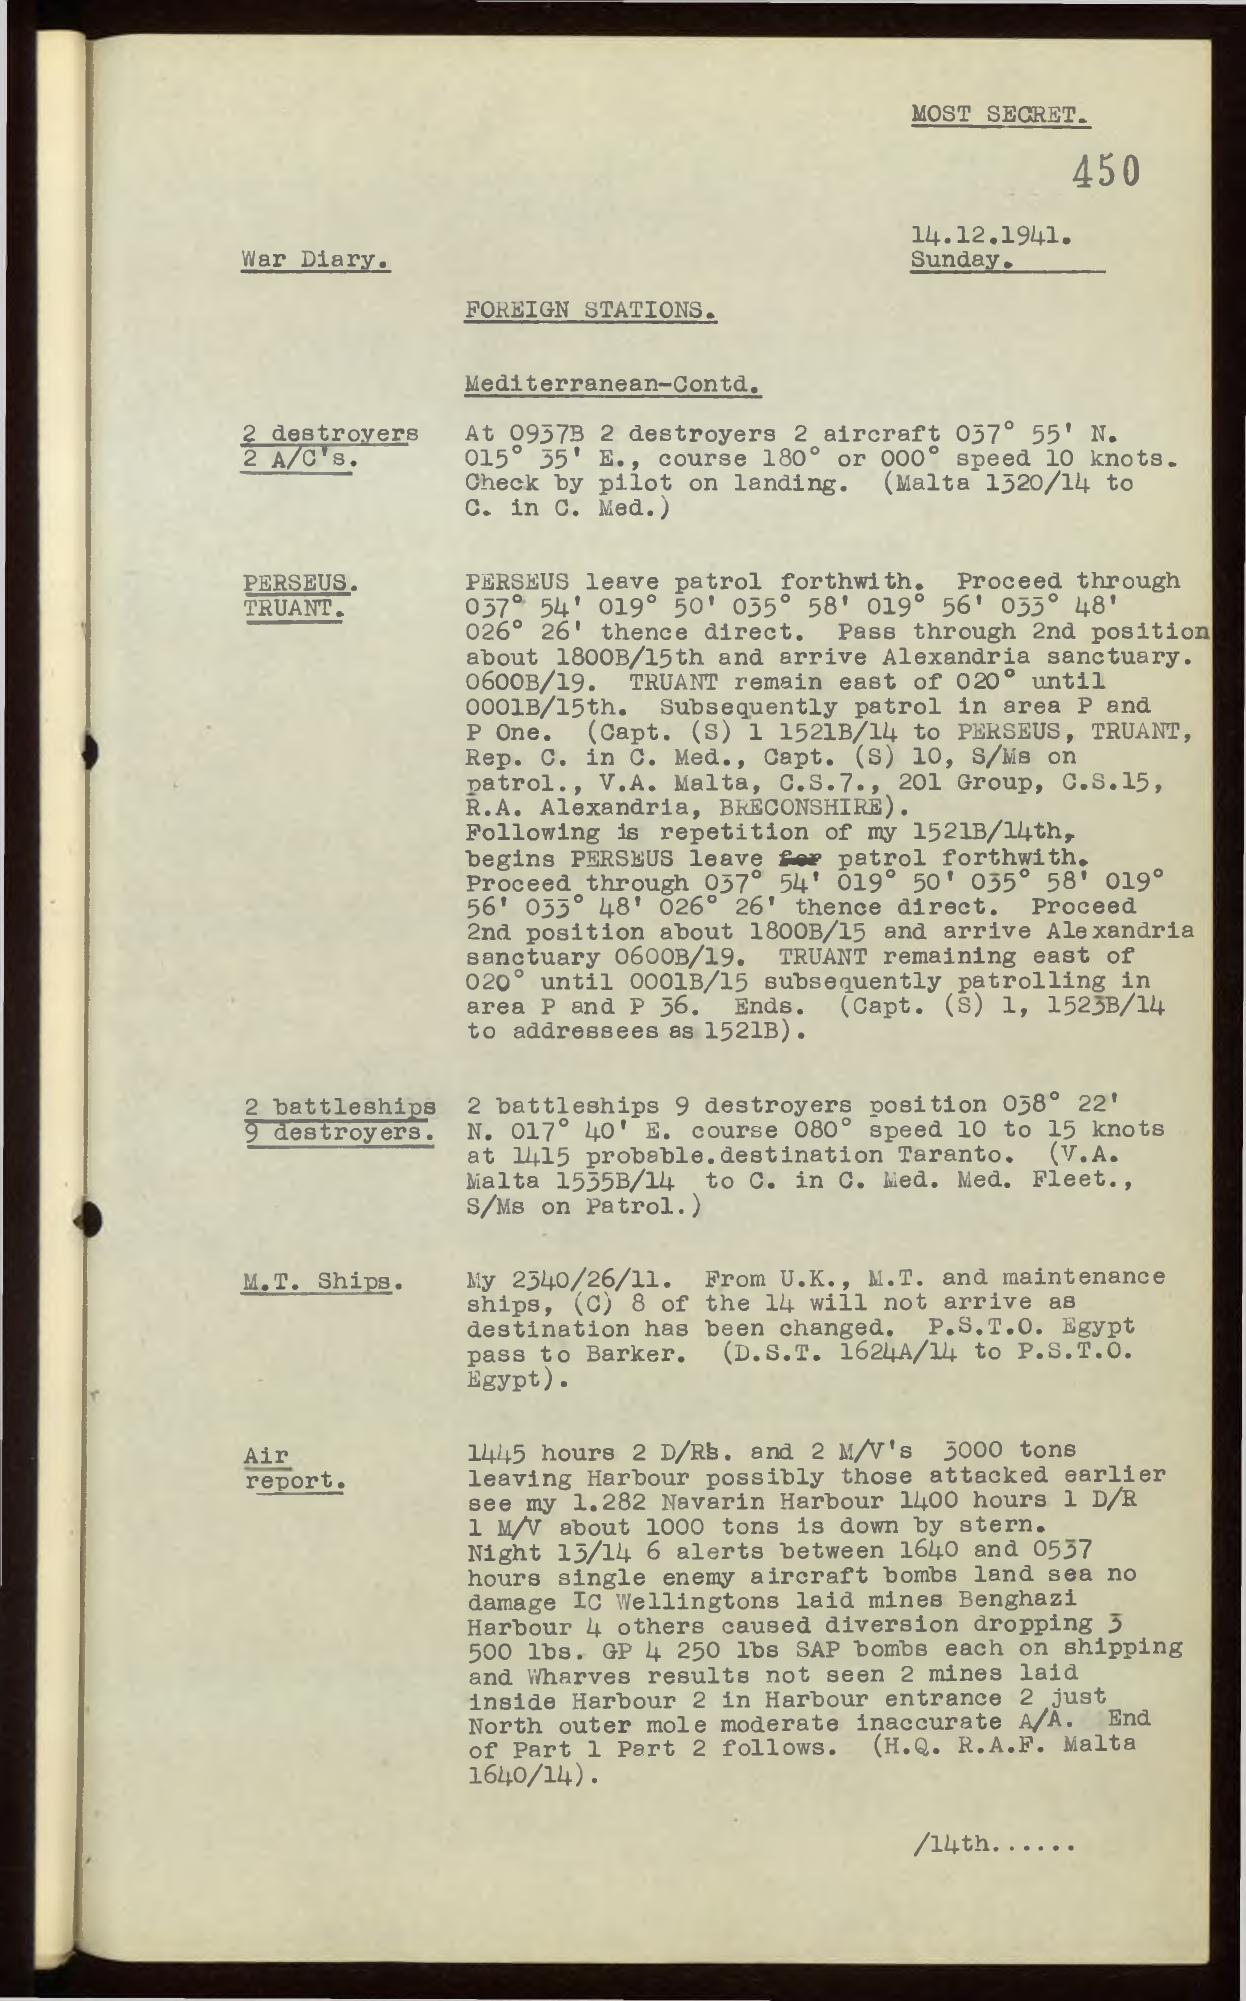 MOST SECRET.
450
14.12.1941.
War Diary.
Sunday.
FOREIGN STATIONS.
Mediterranean-Contd.
2 destroyers
2 A/C's.
At 0937B 2 destroyers 2 aircraft 037° 55' N.
015° 35' E., course 180° or 000° speed 10 knots.
Check by pilot on landing. (Malta 1320/14 to
C. in C. Med.)
PERSEUS.
TRUANT.
PERSEUS leave patrol forthwith. Proceed through
037° 54' 019° 50' 035° 58' 019° 56' 033° 48'
026° 26' thence direct. Pass through 2nd position
about 1800B/15th and arrive Alexandria sanctuary.
0600B/19. TRUANT remain east of 020° until
0001B/15th. Subsequently patrol in area P and
P One. (Capt. (S) 1 1521B/14 to PERSEUS, TRUANT,
Rep. C. in C. Med., Capt. (S) 10, S/Ms on
patrol., V.A. Malta, C.S.7., 201 Group, C.S.15,
R.A. Alexandria, BRECONSHIRE).
Following is repetition of my 1521B/14th,
begins PERSEUS leave for patrol forthwith.
Proceed through 037° 54' 019° 50' 035° 58' 019°
56' 033° 48' 026° 26' thence direct. Proceed
2nd position about 1800B/15 and arrive Alexandria
sanctuary 0600B/19. TRUANT remaining east of
020° until 0001B/15 subsequently patrolling in
area P and P 36. Ends. (Capt. (S) 1, 1523B/14
to addressees as 1521B).
2 battleships
9 destroyers.
2 battleships 9 destroyers position 038° 22'
N. 017° 40' E. course 080° speed 10 to 15 knots
at 1415 probable.destination Taranto. (V.A.
Malta 1535B/14 to C. in C. Med. Med. Fleet.,
S/Ms on Patrol.)
M.T. Ships.
My 2340/26/11. From U.K., M.T. and maintenance
ships, (C) 8 of the 14 will not arrive as
destination has been changed. P.S.T.O. Egypt
pass to Barker. (D.S.T. 1624A/14 to P.S.T.O.
Egypt).
Air
report.
1445 hours 2 D/Rs. and 2 M/V's 3000 tons
leaving Harbour possibly those attacked earlier
see my 1.282 Navarin Harbour 1400 hours 1 D/R
1 M/V about 1000 tons is down by stern.
Night 13/14 6 alerts between 1640 and 0537
hours single enemy aircraft bombs land sea no
damage IC Wellingtons laid mines Benghazi
Harbour 4 others caused diversion dropping 3
500 lbs. GP 4 250 lbs SAP bombs each on shipping
and Wharves results not seen 2 mines laid
inside Harbour 2 in Harbour entrance 2 just
North outer mole moderate inaccurate A/A. End
of Part 1 Part 2 follows. (H.Q. R.A.F. Malta
1640/14).
/14th......